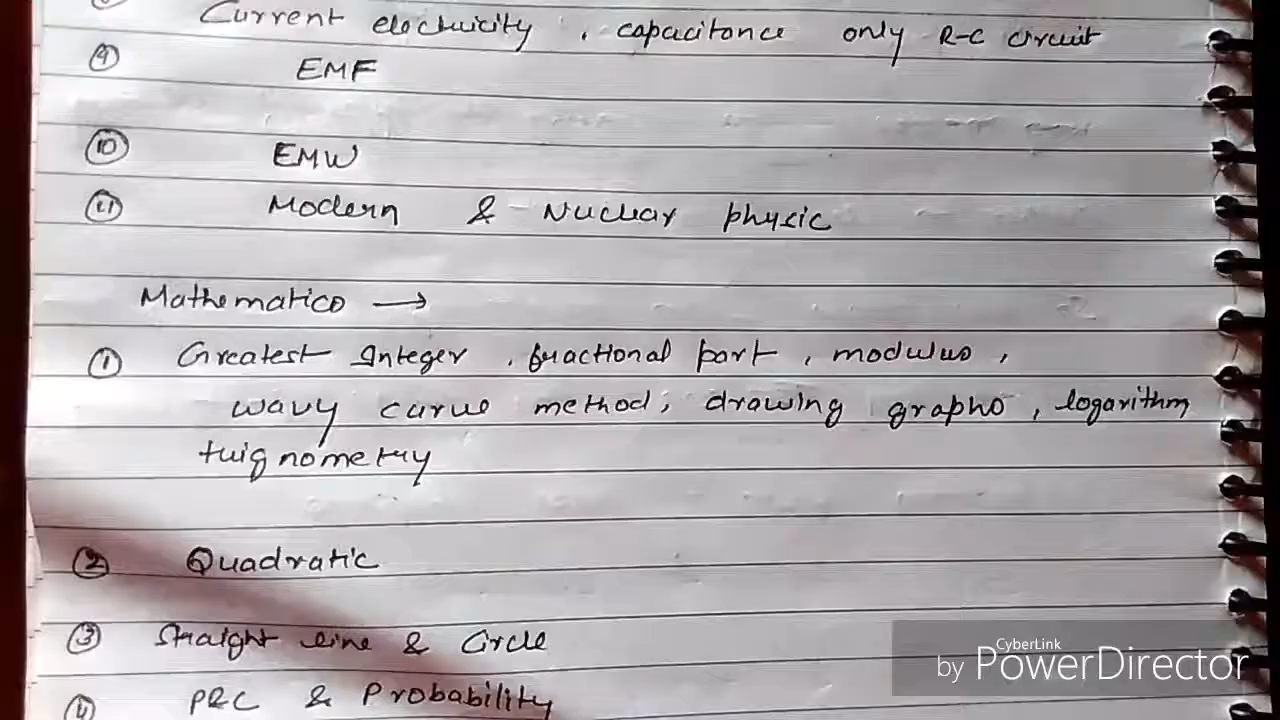 Current electricity , capacitance only R-C circuit
9 EMF
10 EMW
11 Modern & Nuclear physic
Mathematics →
1 Greatest Integer , fractional part , modulus ,
wavy curve method, drawing graphs , logarithm
trignometry
2 Quadratic
3 Straight line & Circle
4 P&C & Probability
CyberLink
by PowerDirector